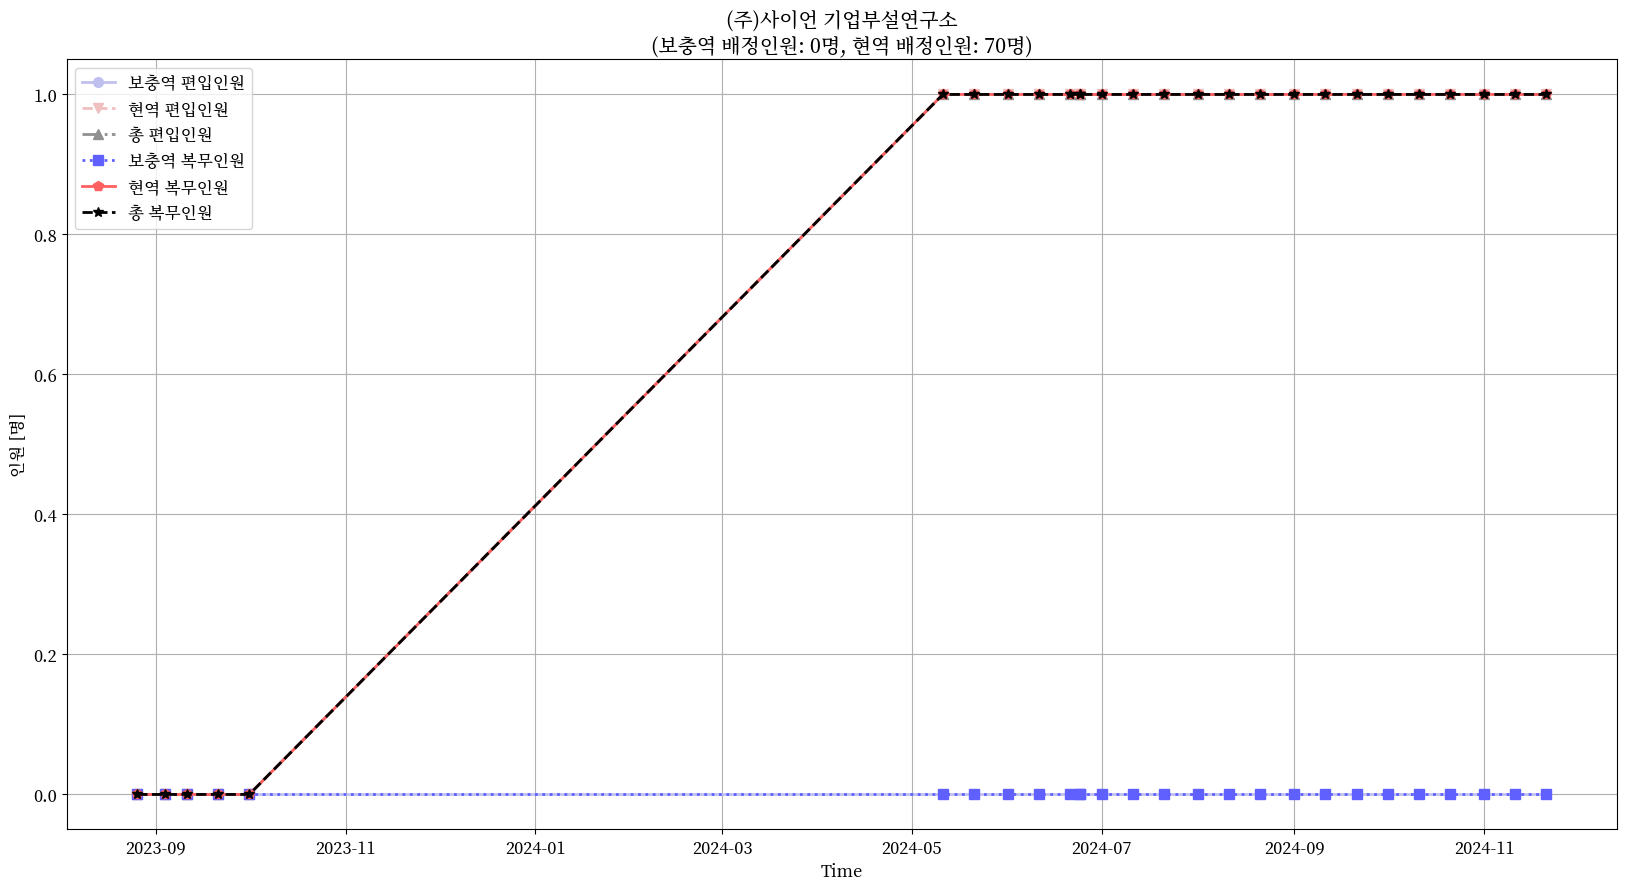 (주)사이언 기업부설연구소
(보충역 배정인원: 0명, 현역 배정인원: 70명)
보충역 편입인원
현역 편입인원
총 편입인원
보충역 복무인원
현역 복무인원
총 복무인원
1.0
0.8
0.6
0.4
0.2
0.0
인원 [명]
2023-09 2023-11 2024-01 2024-03 2024-05 2024-07 2024-09 2024-11
Time